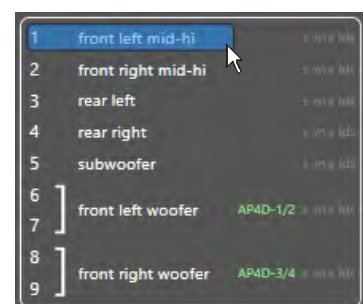 1 front left mid-hi
2 front right mid-hi
3 rear left
4 rear right
5 subwoofer
6
front left woofer AP4D-1/2
7
8
front right woofer AP4D-3/4
9